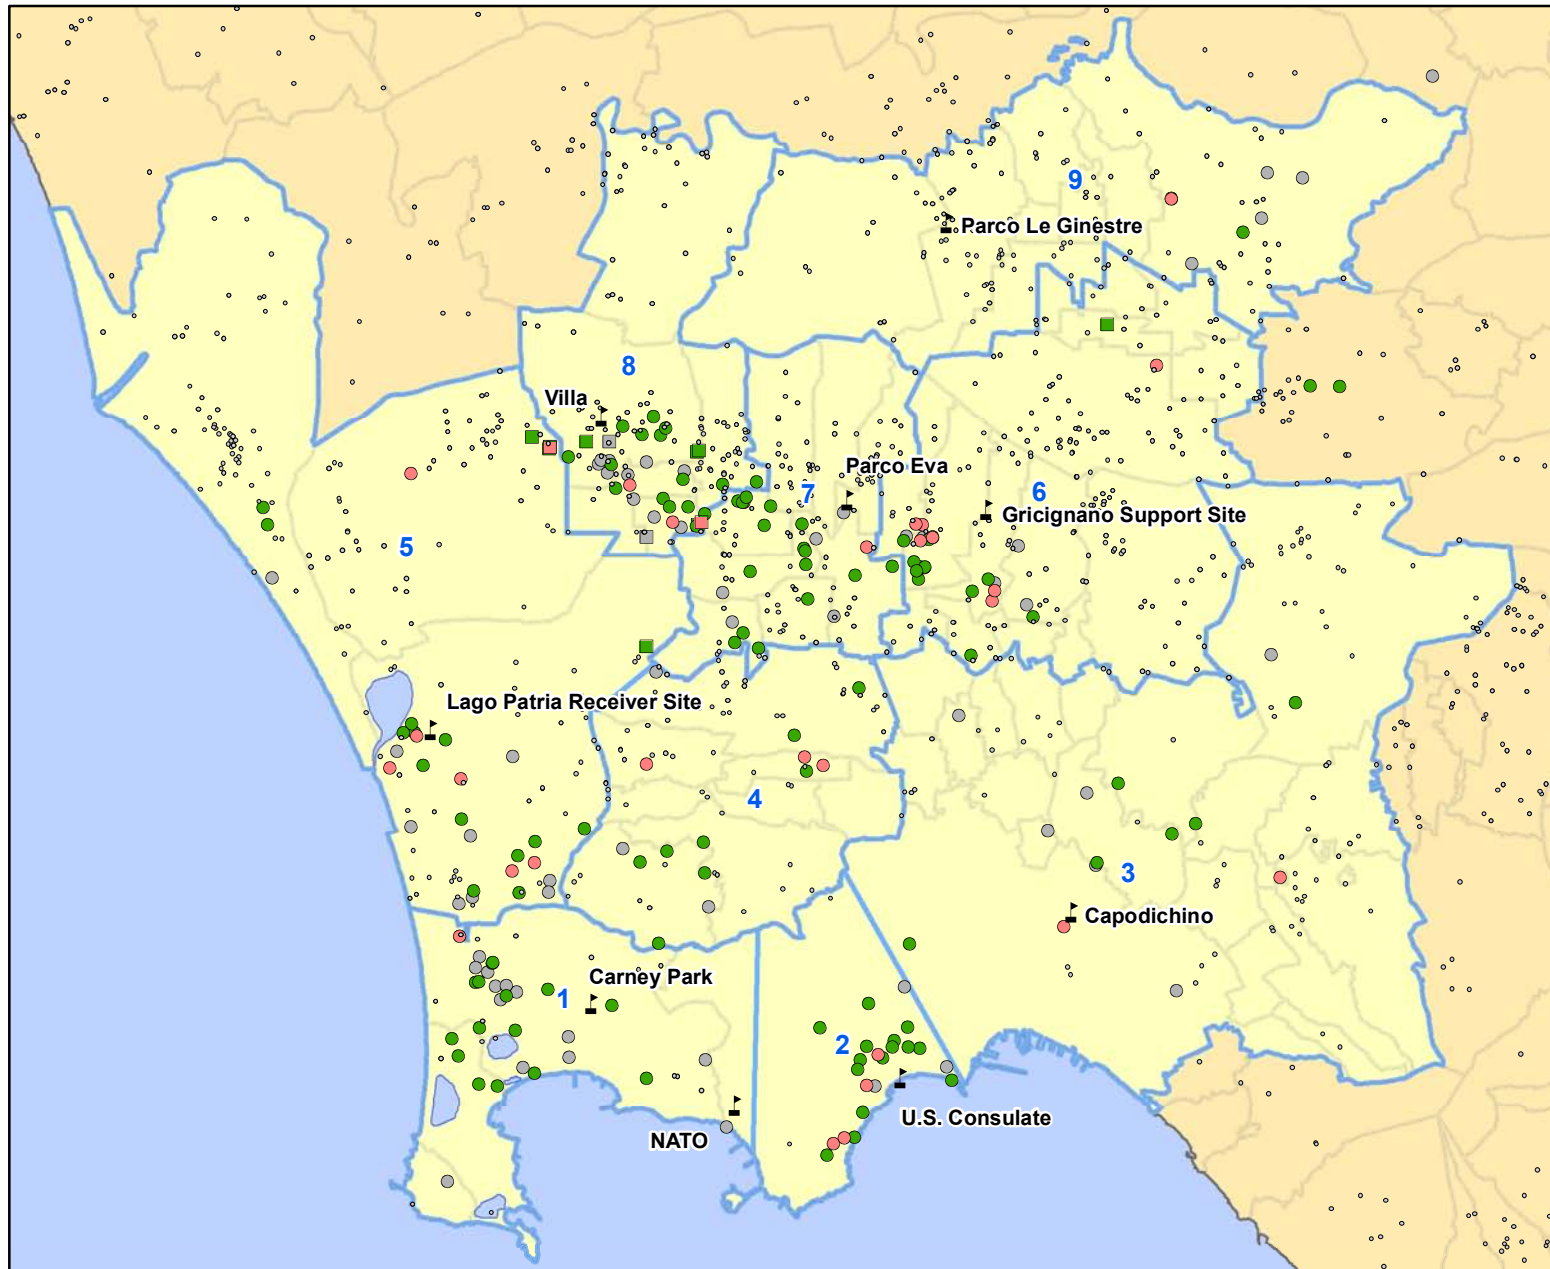 9
Parco Le Ginestre
8
Villa
Parco Eva
7
6
Gricignano Support Site
5
Lago Patria Receiver Site
4
3
Capodichino
Carney Park
1
2
U.S. Consulate
NATO